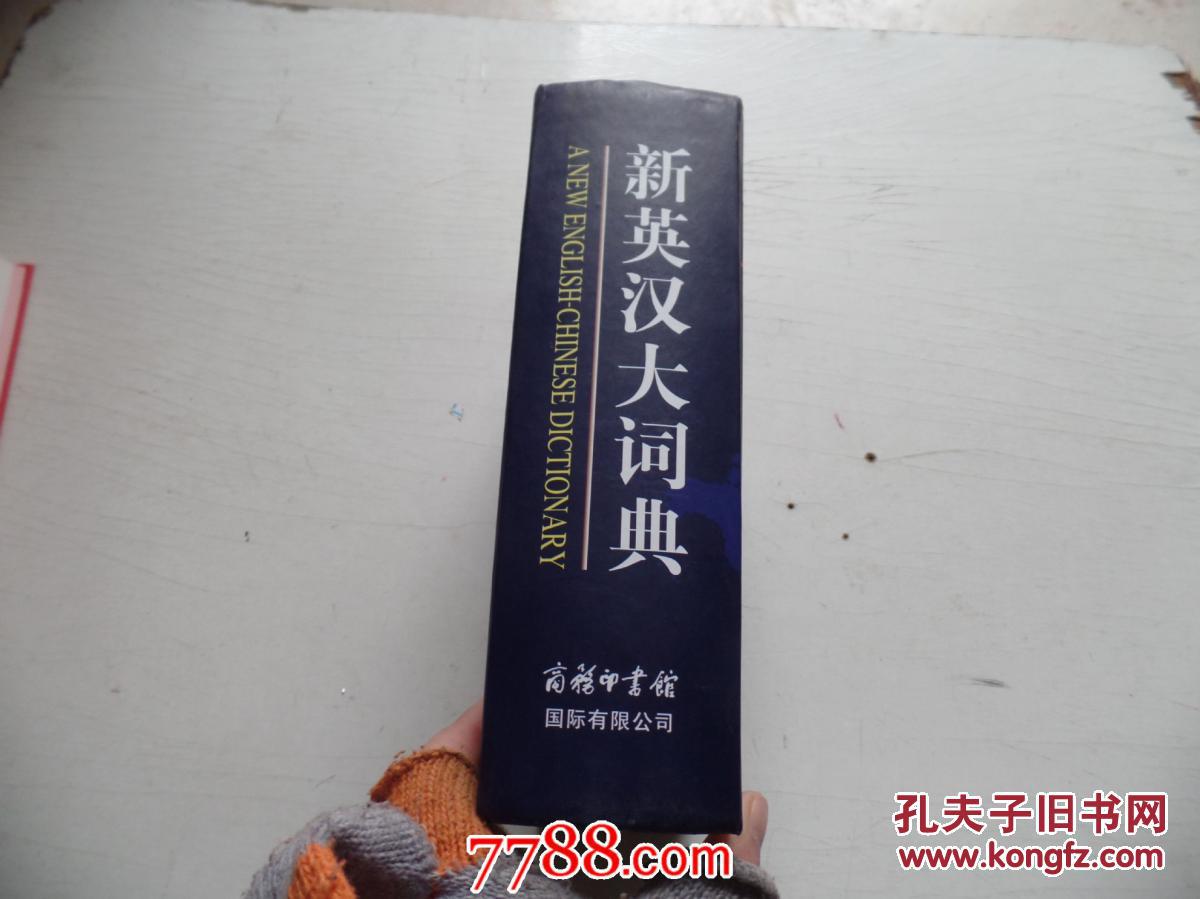 新英汉大词典
A NEW ENGLISH-CHINESE DICTIONARY
商務印書館
国际有限公司
孔夫子旧书网
www.kongfz.com
7788.com